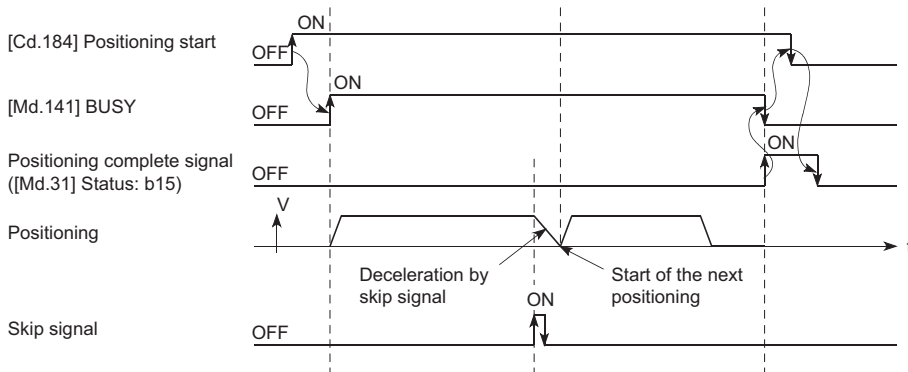 ON
[Cd.184] Positioning start
OFF
ON
[Md.141] BUSY
OFF
Positioning complete signal
([Md.31] Status: b15)
ON
OFF
V
Positioning
t
Deceleration by
skip signal
Start of the next
positioning
ON
Skip signal
OFF